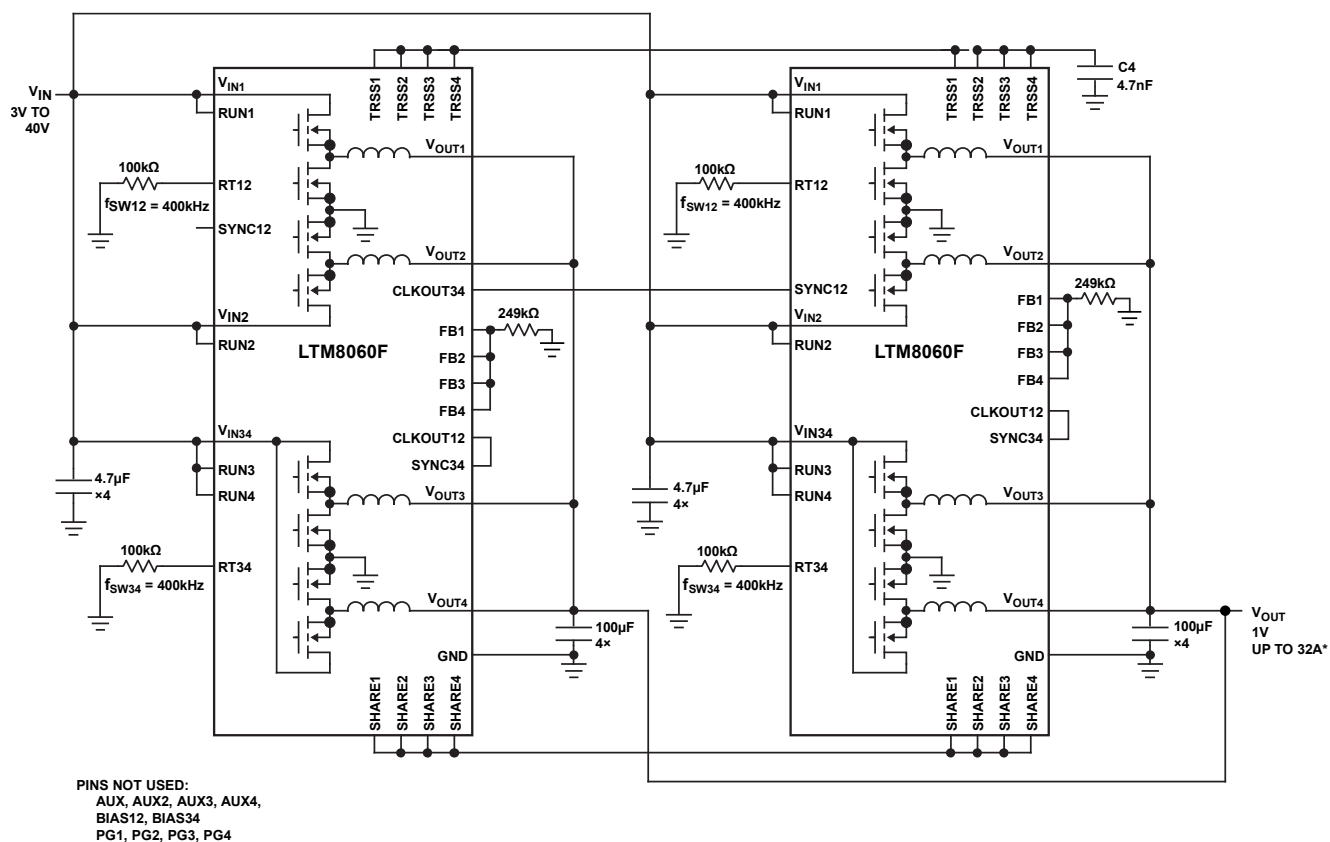 VIN
3V TO
40V
VIN1
RUN1
100kΩ
RT12
fSW12 = 400kHz
SYNC12
VIN2
RUN2
LTM8060F
VIN34
RUN3
RUN4
4.7µF
×4
100kΩ
RT34
fSW34 = 400kHz
TRSS1
TRSS2
TRSS3
TRSS4
VOUT1
VOUT2
CLKOUT34
249kΩ
FB1
FB2
FB3
FB4
CLKOUT12
SYNC34
VOUT3
VOUT4
100µF
4×
GND
SHARE1
SHARE2
SHARE3
SHARE4
VIN1
RUN1
100kΩ
RT12
fSW12 = 400kHz
SYNC12
VIN2
RUN2
LTM8060F
VIN34
RUN3
RUN4
4.7µF
4×
100kΩ
RT34
fSW34 = 400kHz
TRSS1
TRSS2
TRSS3
TRSS4
C4
4.7nF
VOUT1
VOUT2
249kΩ
FB1
FB2
FB3
FB4
CLKOUT12
SYNC34
VOUT3
VOUT4
100µF
×4
GND
VOUT
1V
UP TO 32A*
SHARE1
SHARE2
SHARE3
SHARE4
PINS NOT USED:
AUX, AUX2, AUX3, AUX4,
BIAS12, BIAS34
PG1, PG2, PG3, PG4